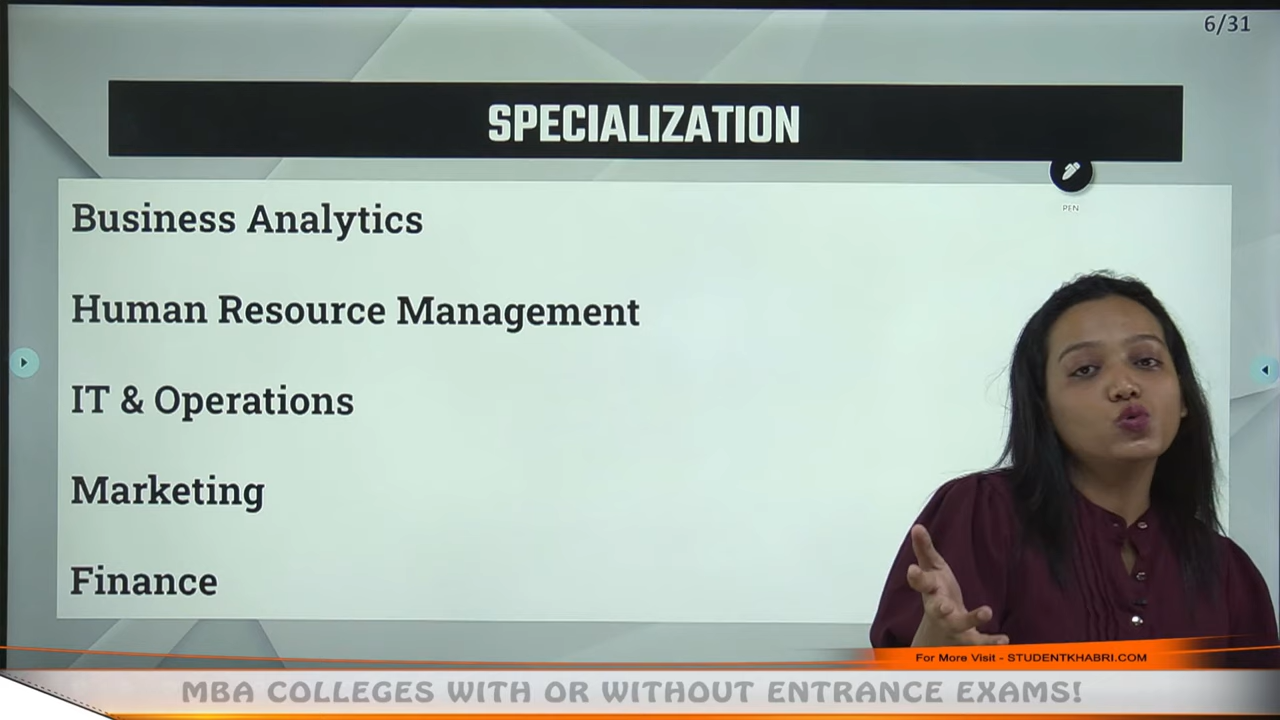 6/31
SPECIALIZATION
PEN
Business Analytics
Human Resource Management
IT & Operations
Marketing
Finance
For More Visit - STUDENTKHABRI.COM
MBA COLLEGES WITH OR WITHOUT ENTRANCE EXAMS!